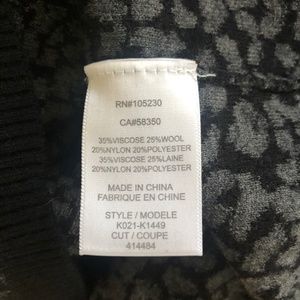 RN#105230
CA#58350
35%VISCOSE 25%WOOL
20%NYLON 20%POLYESTER
35%VISCOSE 25%LAINE
20%NYLON 20%POLYESTER
MADE IN CHINA
FABRIQUE EN CHINE
STYLE / MODELE
K021-K1449
CUT / COUPE
414484